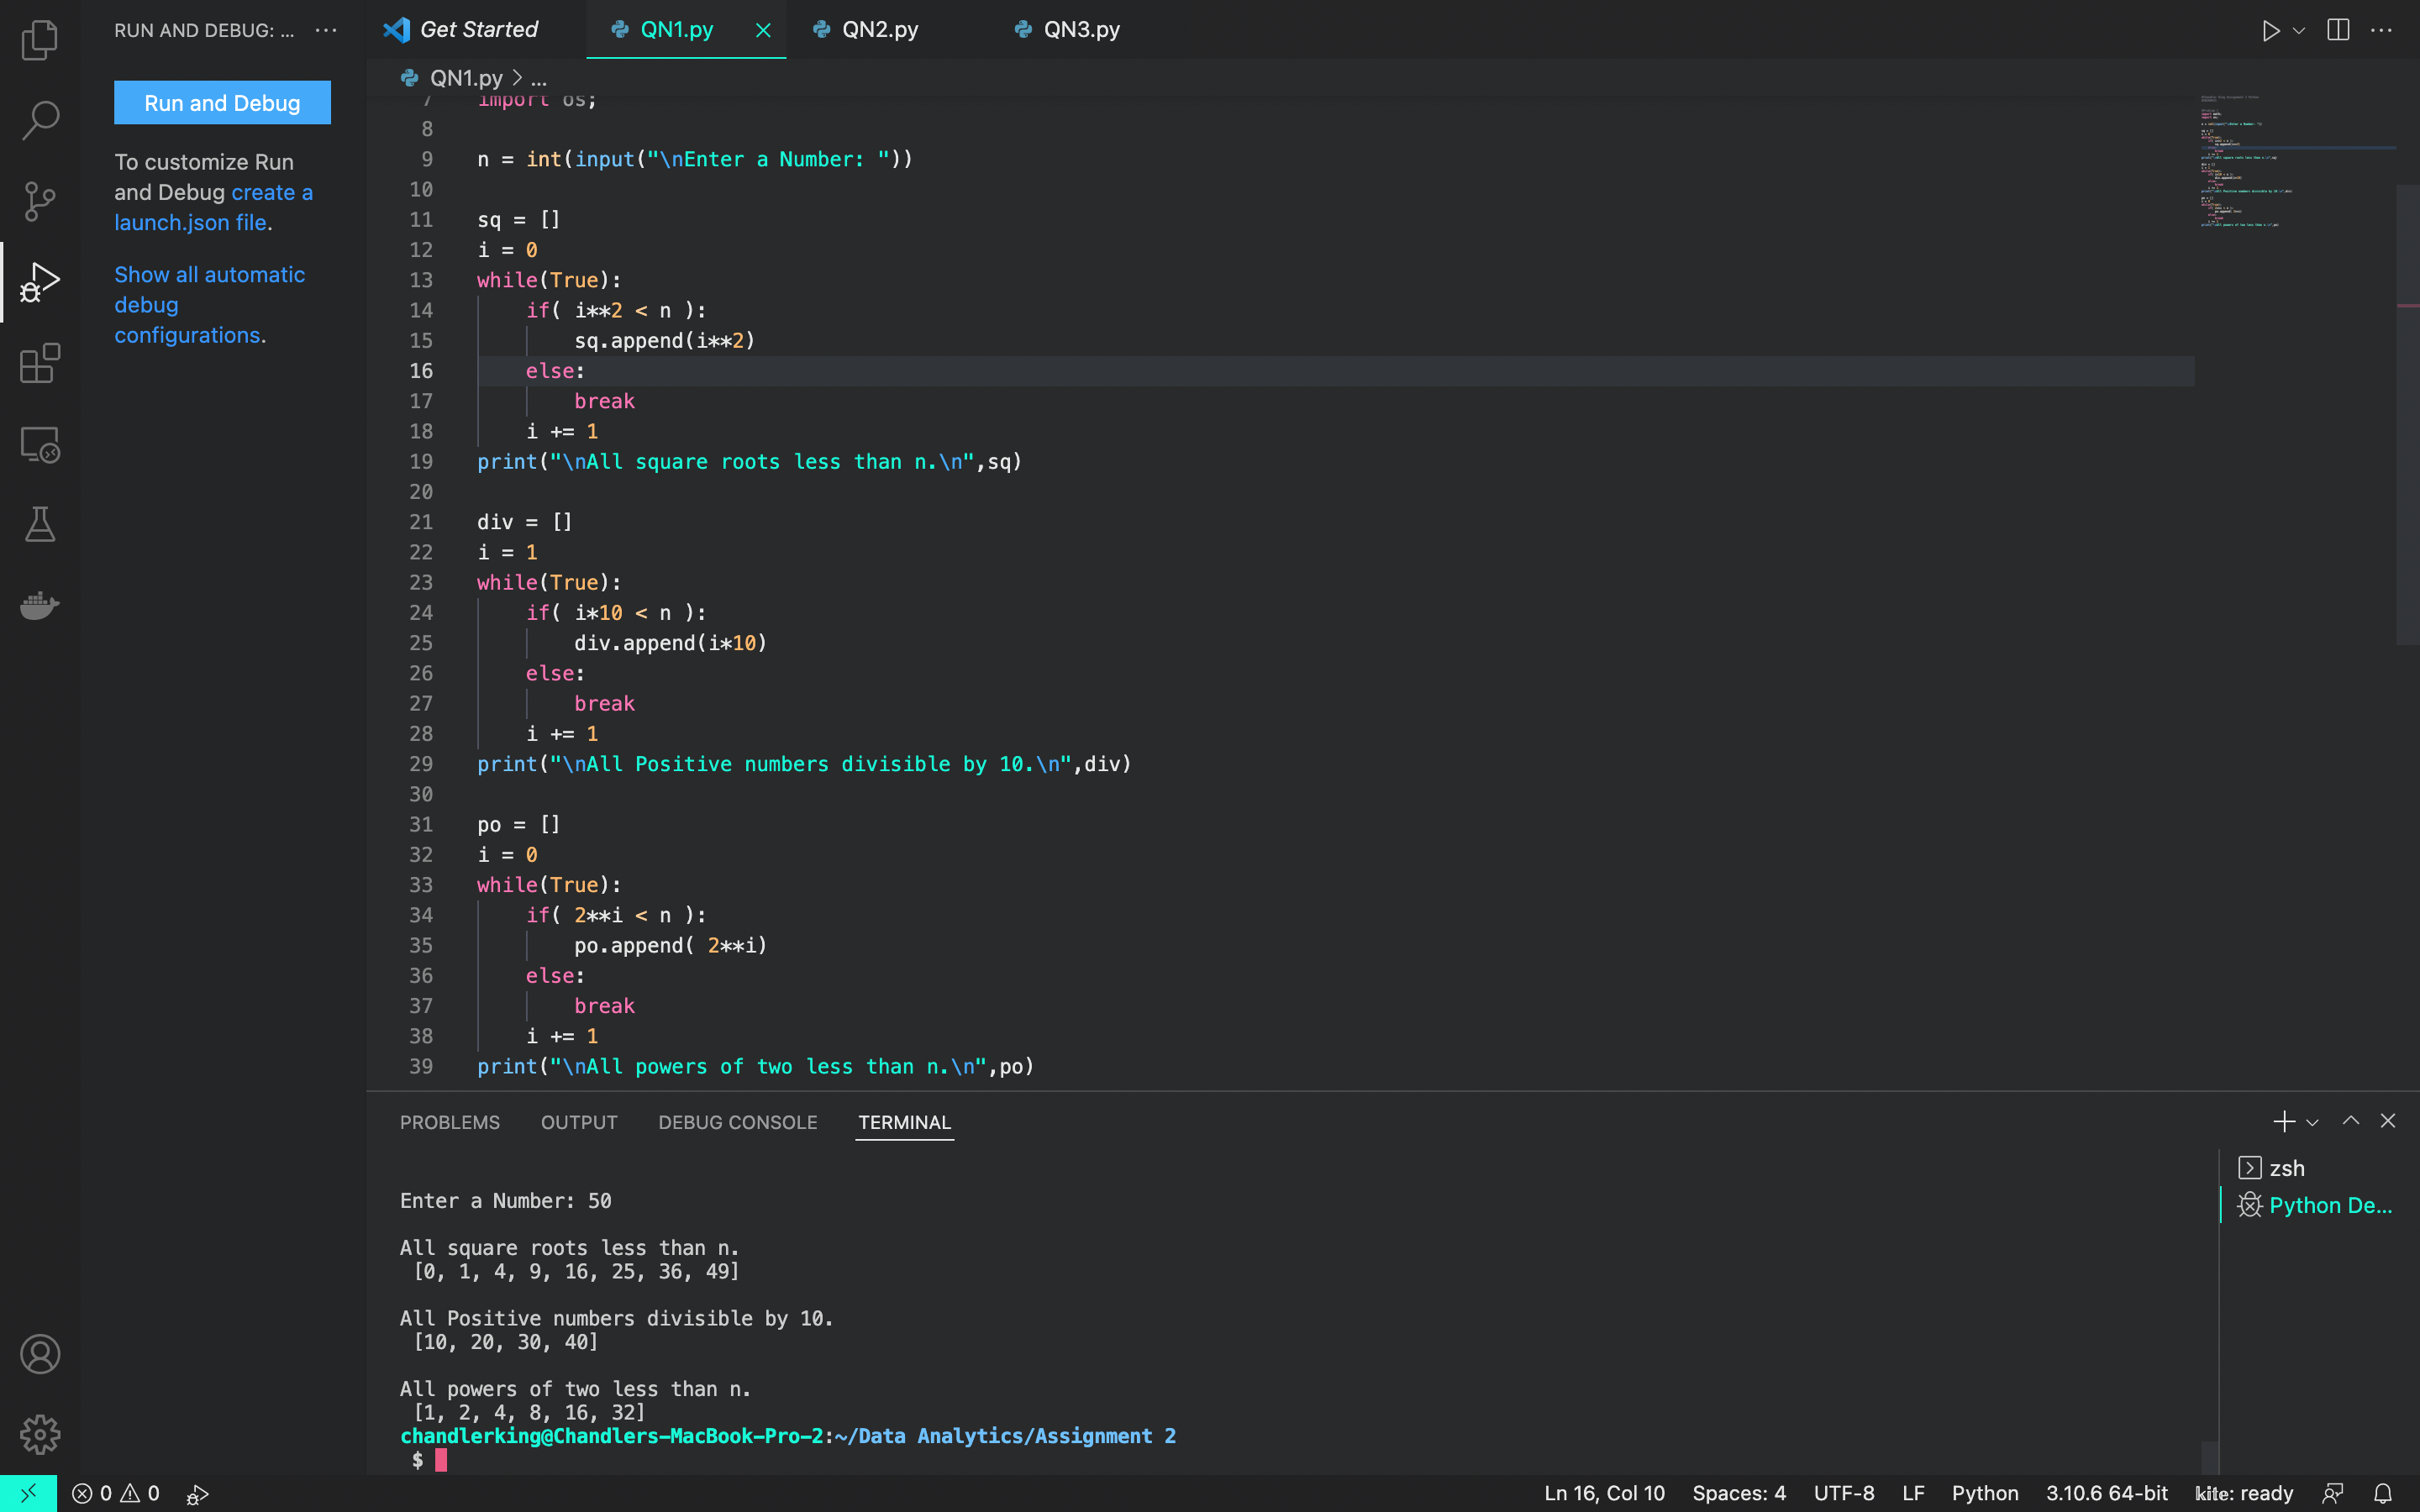 RUN AND DEBUG: ...
Run and Debug
To customize Run
and Debug create a
launch.json file.
Show all automatic
debug
configurations.
Get Started
QN1.py
QN2.py
QN3.py
QN1.py > ...
7 import os;
8
9 n = int(input("\nEnter a Number: "))
10
11 sq = []
12 i = 0
13 while(True):
14     if( i**2 < n ):
15         sq.append(i**2)
16     else:
17         break
18     i += 1
19 print("\nAll square roots less than n.\n",sq)
20
21 div = []
22 i = 1
23 while(True):
24     if( i*10 < n ):
25         div.append(i*10)
26     else:
27         break
28     i += 1
29 print("\nAll Positive numbers divisible by 10.\n",div)
30
31 po = []
32 i = 0
33 while(True):
34     if( 2**i < n ):
35         po.append( 2**i)
36     else:
37         break
38     i += 1
39 print("\nAll powers of two less than n.\n",po)
PROBLEMS OUTPUT DEBUG CONSOLE TERMINAL
Enter a Number: 50
All square roots less than n.
[0, 1, 4, 9, 16, 25, 36, 49]
All Positive numbers divisible by 10.
[10, 20, 30, 40]
All powers of two less than n.
[1, 2, 4, 8, 16, 32]
chandlerking@Chandlers-MacBook-Pro-2:~/Data Analytics/Assignment 2
$
zsh
Python De...
0 0
Ln 16, Col 10 Spaces: 4 UTF-8 LF Python 3.10.6 64-bit kite: ready